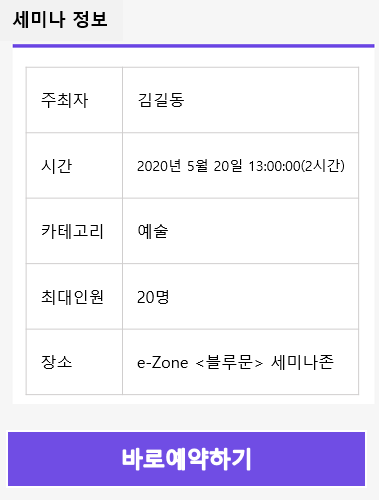 세미나 정보
주최자 김길동
시간 2020년 5월 20일 13:00:00(2시간)
카테고리 예술
최대인원 20명
장소 e-Zone <블루문> 세미나존
바로예약하기